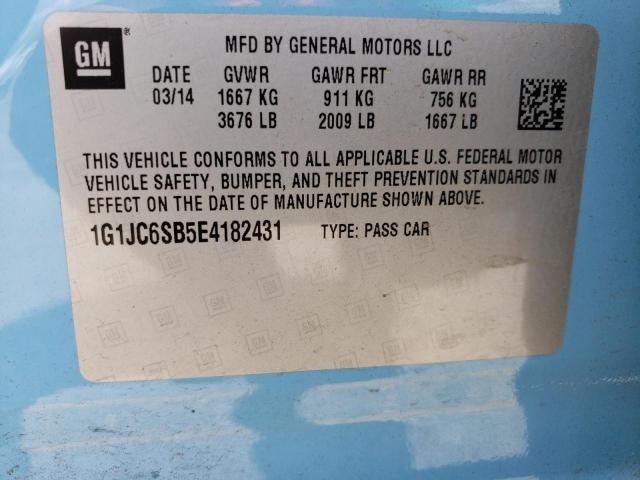 GM
®
MFD BY GENERAL MOTORS LLC
DATE GVWR GAWR FRT GAWR RR
03/14 1667 KG 911 KG 756 KG
3676 LB 2009 LB 1667 LB
THIS VEHICLE CONFORMS TO ALL APPLICABLE U.S. FEDERAL MOTOR
VEHICLE SAFETY, BUMPER, AND THEFT PREVENTION STANDARDS IN
EFFECT ON THE DATE OF MANUFACTURE SHOWN ABOVE.
1G1JC6SB5E4182431 TYPE: PASS CAR